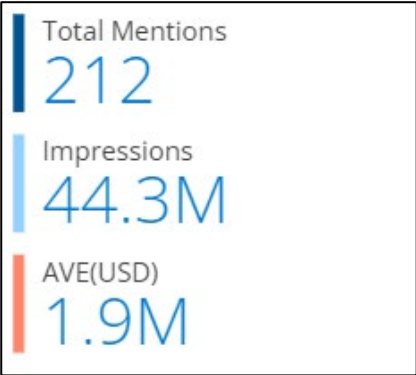 Total Mentions
212
Impressions
44.3M
AVE(USD)
1.9M